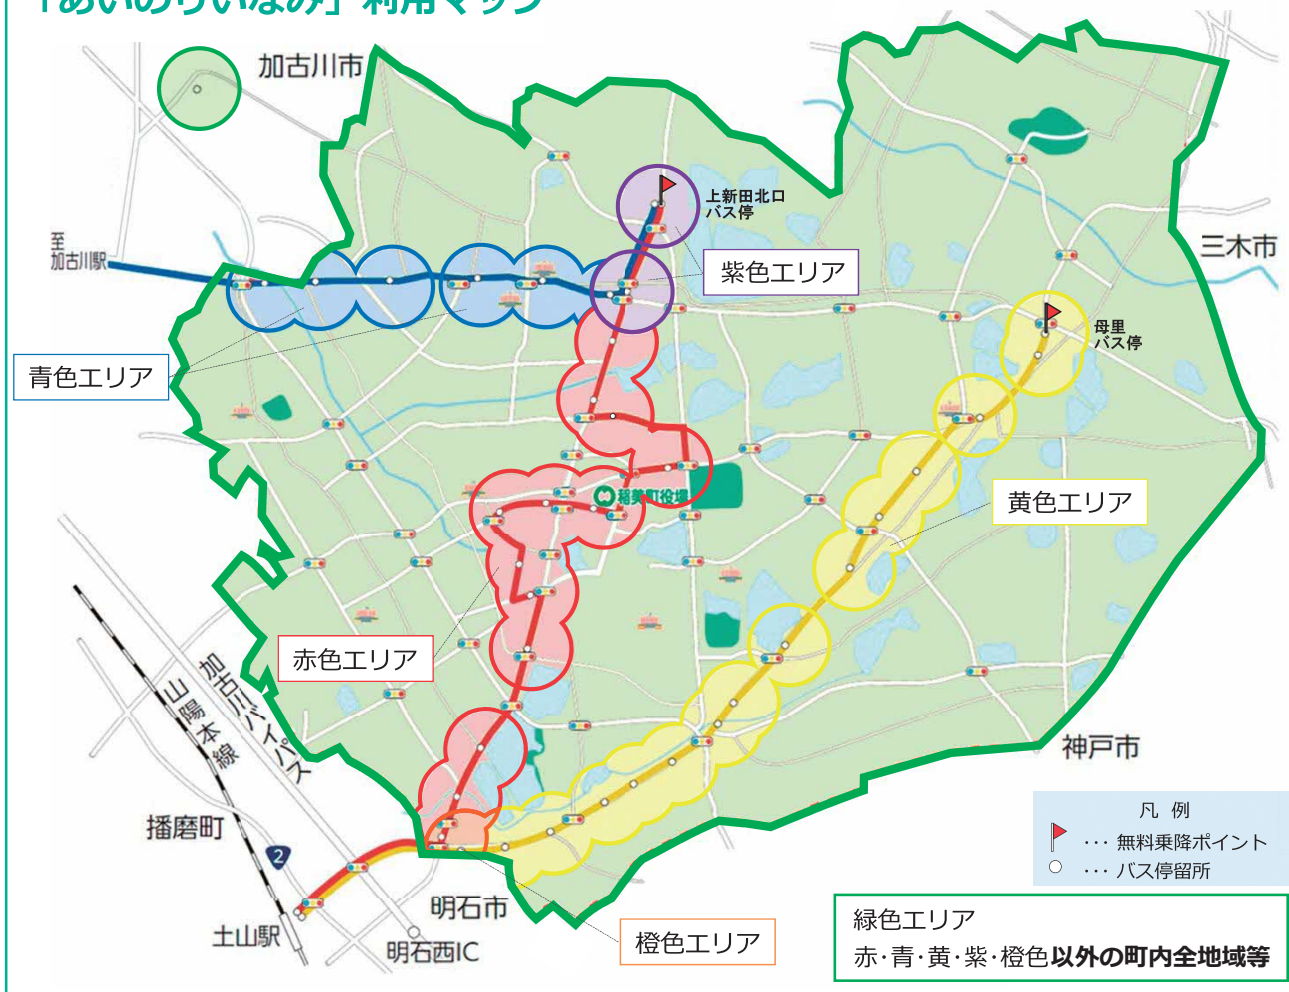 「あいのりいなみ」利用マップ
加古川市
至
加古川駅
上新田北口
バス停
紫色エリア
三木市
母里
バス停
青色エリア
稲美町役場
黄色エリア
赤色エリア
加古川バイパス
山陽本線
神戸市
播磨町
2
凡 例
･･･ 無料乗降ポイント
･･･ バス停留所
明石市
土山駅
明石西IC
橙色エリア
緑色エリア
赤･青･黄･紫･橙色以外の町内全地域等